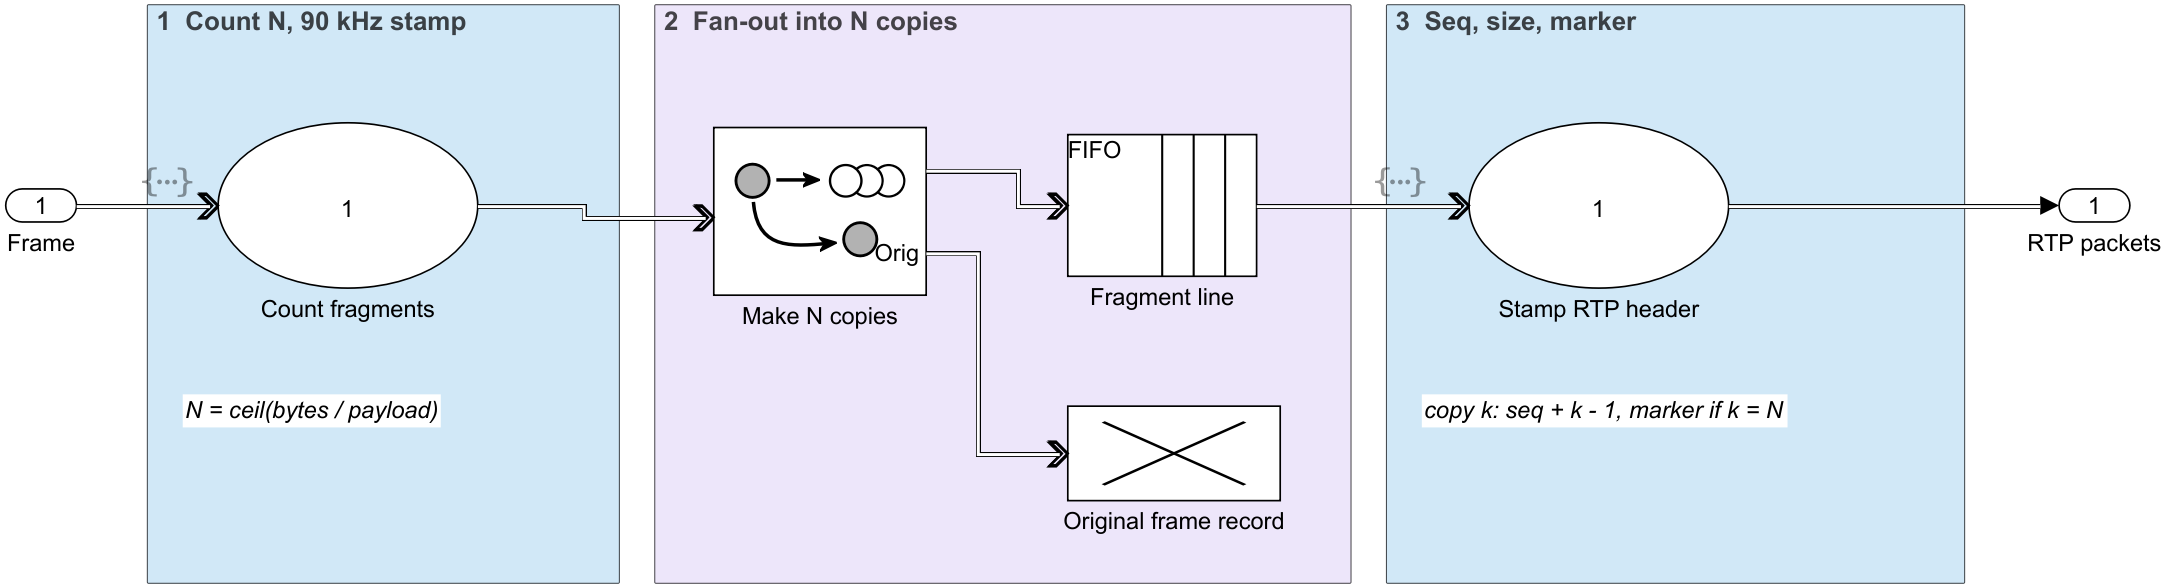 1 Count N, 90 kHz stamp
2 Fan-out into N copies
3 Seq, size, marker
{...}
1
Frame
1
Count fragments
N = ceil(bytes / payload)
Orig
Make N copies
FIFO
Fragment line
Original frame record
{...}
1
Stamp RTP header
copy k: seq + k - 1, marker if k = N
1
RTP packets